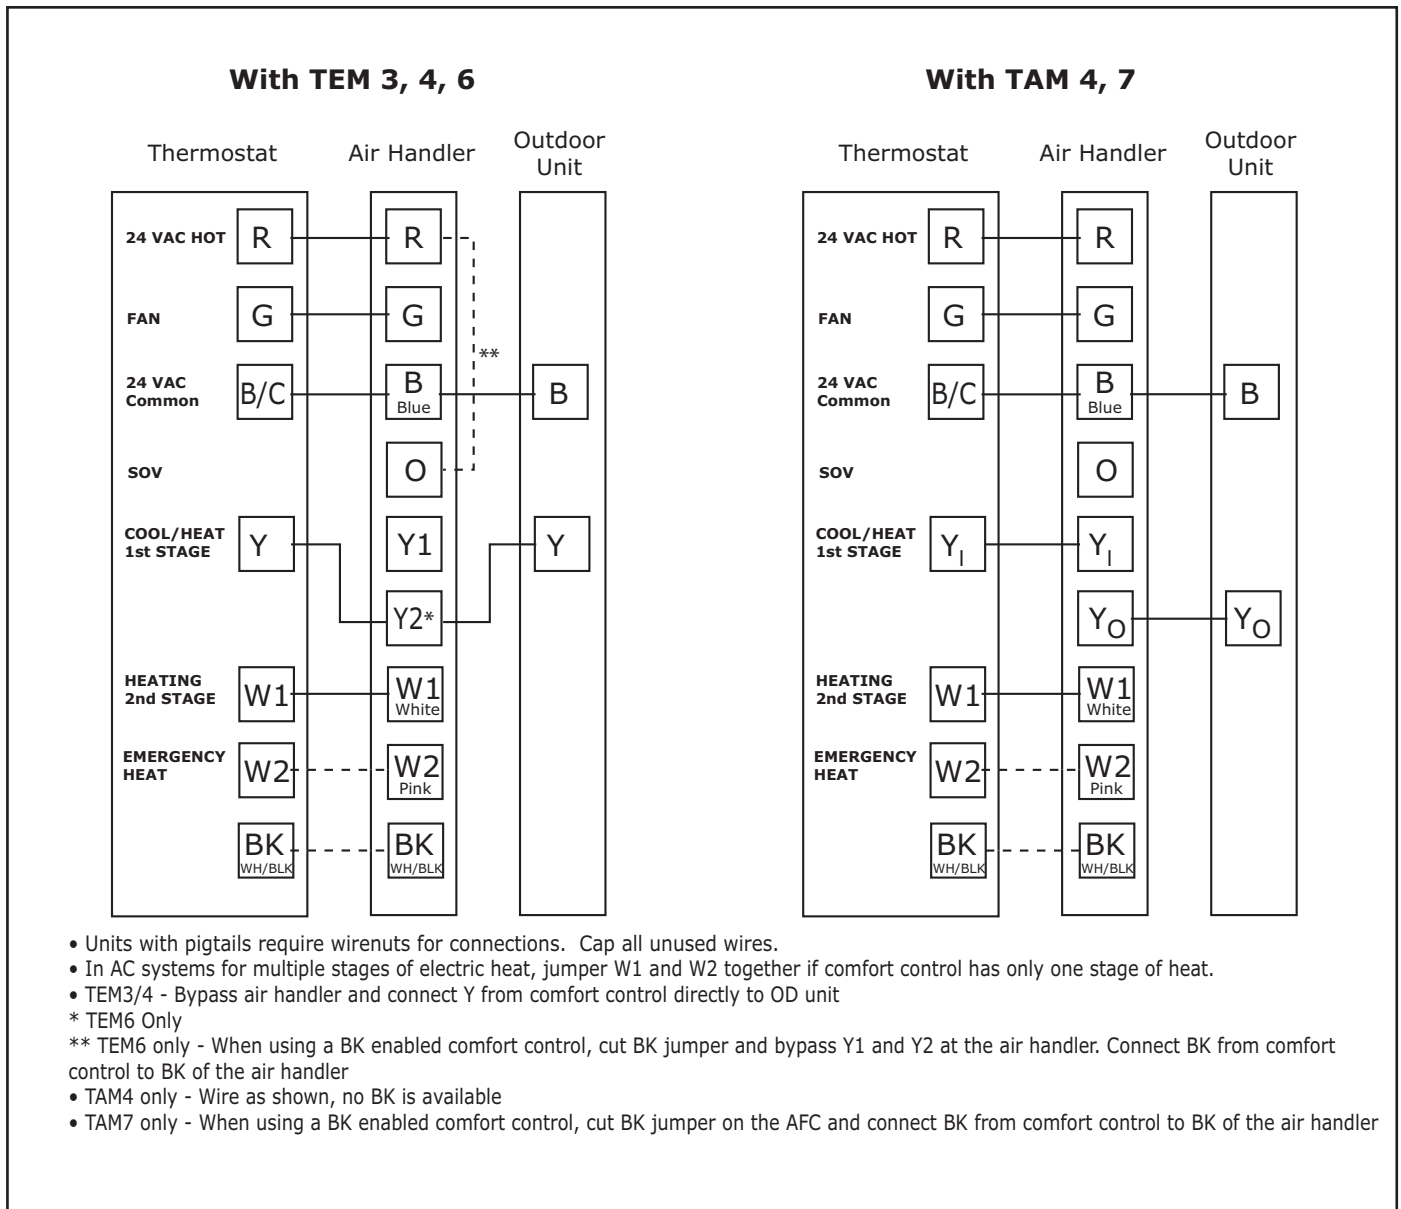 With TEM 3, 4, 6
Thermostat
Air Handler
Outdoor
Unit
24 VAC HOT
R
R
FAN
G
G
**
24 VAC
Common
B/C
B
Blue
B
SOV
O
COOL/HEAT
1st STAGE
Y
Y1
Y
Y2*
HEATING
2nd STAGE
W1
W1
White
EMERGENCY
HEAT
W2
W2
Pink
BK
WH/BLK
BK
WH/BLK
With TAM 4, 7
Thermostat
Air Handler
Outdoor
Unit
24 VAC HOT
R
R
FAN
G
G
24 VAC
Common
B/C
B
Blue
B
SOV
O
COOL/HEAT
1st STAGE
YI
YI
YO
YO
HEATING
2nd STAGE
W1
W1
White
EMERGENCY
HEAT
W2
W2
Pink
BK
WH/BLK
BK
WH/BLK
• Units with pigtails require wirenuts for connections.  Cap all unused wires.
• In AC systems for multiple stages of electric heat, jumper W1 and W2 together if comfort control has only one stage of heat.
• TEM3/4 - Bypass air handler and connect Y from comfort control directly to OD unit
* TEM6 Only
** TEM6 only - When using a BK enabled comfort control, cut BK jumper and bypass Y1 and Y2 at the air handler. Connect BK from comfort
control to BK of the air handler
• TAM4 only - Wire as shown, no BK is available
• TAM7 only - When using a BK enabled comfort control, cut BK jumper on the AFC and connect BK from comfort control to BK of the air handler